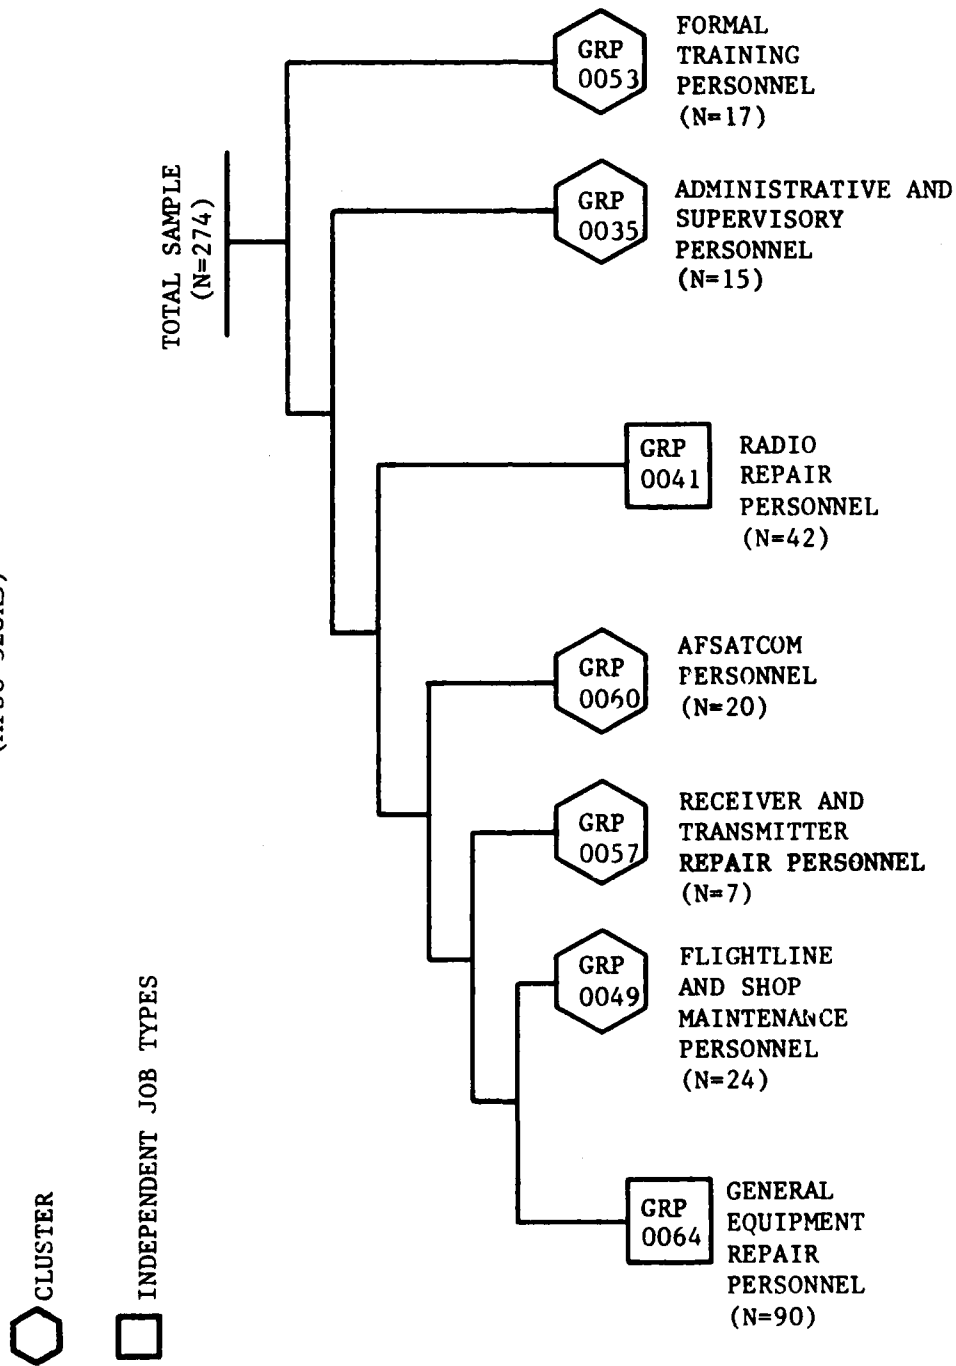 TOTAL SAMPLE
(N=274)
GRP
0053
FORMAL
TRAINING
PERSONNEL
(N=17)
GRP
0035
ADMINISTRATIVE AND
SUPERVISORY
PERSONNEL
(N=15)
GRP
0041
RADIO
REPAIR
PERSONNEL
(N=42)
GRP
0060
AFSATCOM
PERSONNEL
(N=20)
GRP
0057
RECEIVER AND
TRANSMITTER
REPAIR PERSONNEL
(N=7)
GRP
0049
FLIGHTLINE
AND SHOP
MAINTENANCE
PERSONNEL
(N=24)
GRP
0064
GENERAL
EQUIPMENT
REPAIR
PERSONNEL
(N=90)
CLUSTER
INDEPENDENT JOB TYPES